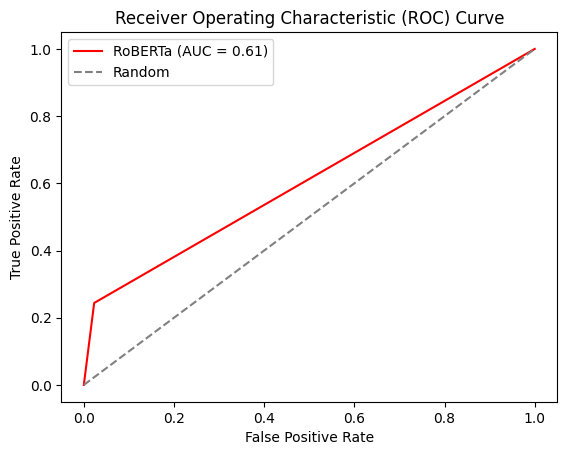 Receiver Operating Characteristic (ROC) Curve
RoBERTa (AUC = 0.61)
Random
True Positive Rate
1.0
0.8
0.6
0.4
0.2
0.0
0.0 0.2 0.4 0.6 0.8 1.0
False Positive Rate